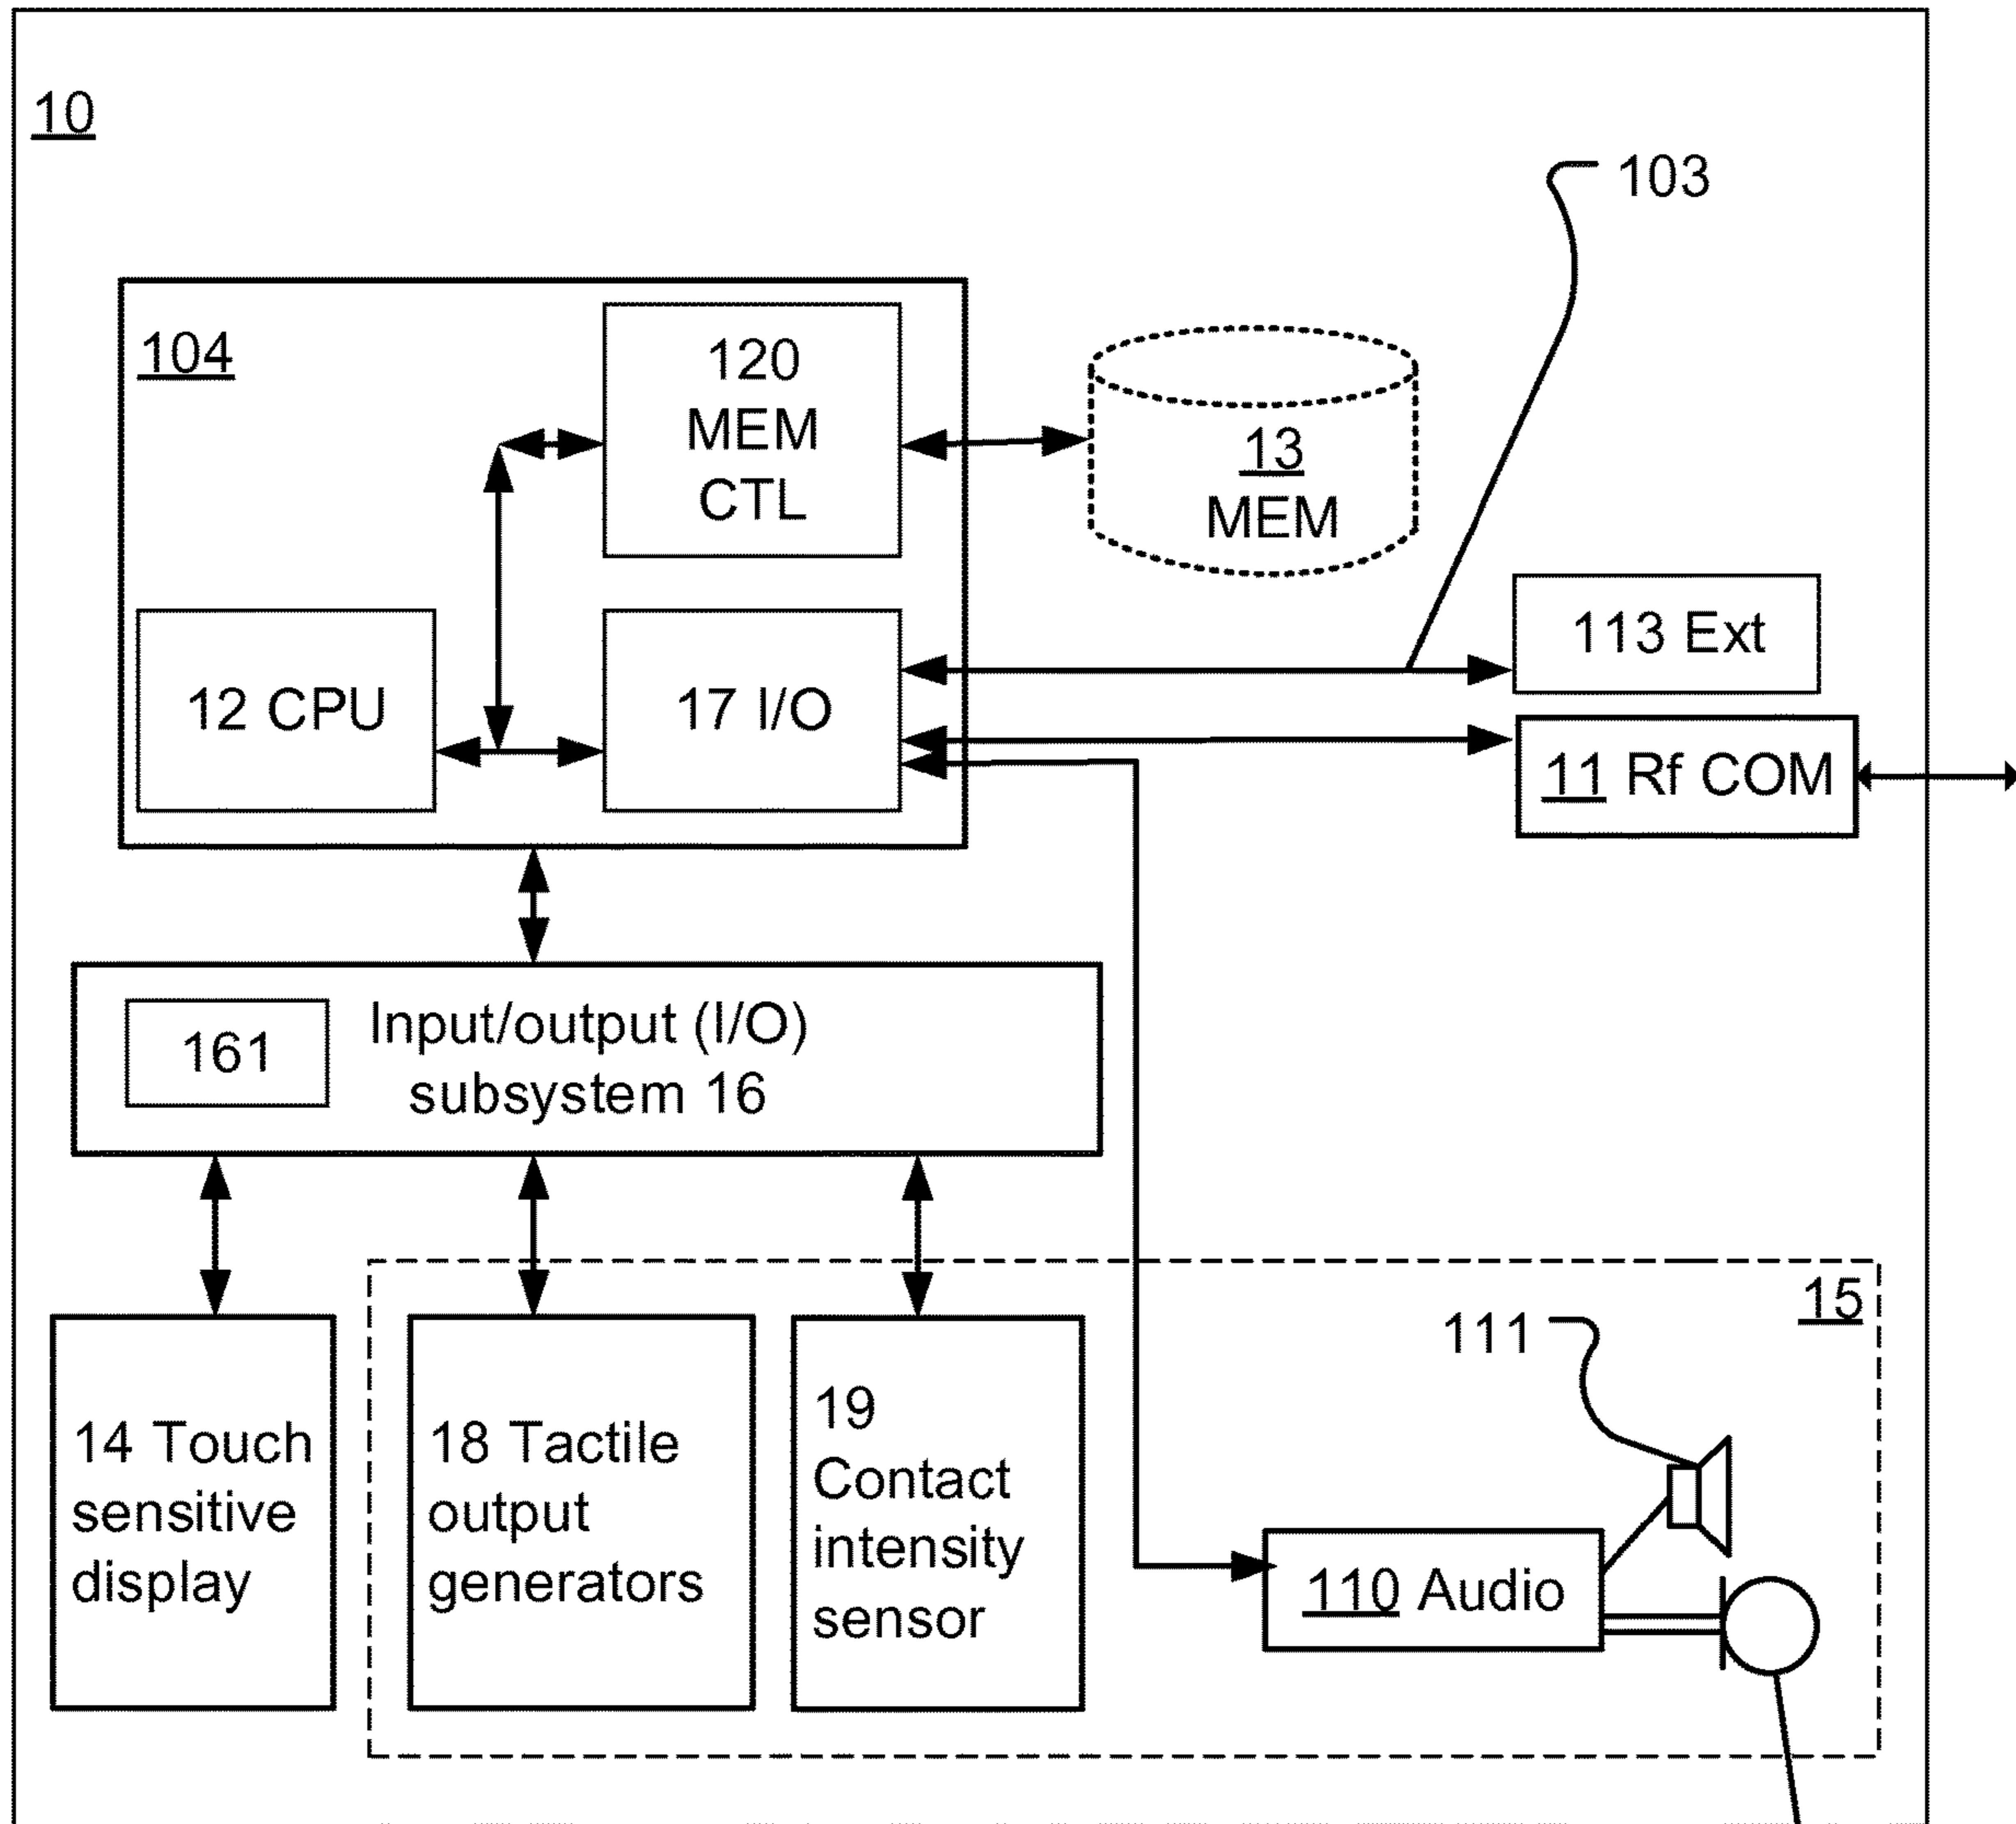 10
103
104
120
MEM
CTL
13
MEM
113 Ext
12 CPU
17 I/O
11 Rf COM
161
Input/output (I/O)
subsystem 16
15
111
14 Touch
sensitive
display
18 Tactile
output
generators
19
Contact
intensity
sensor
110 Audio